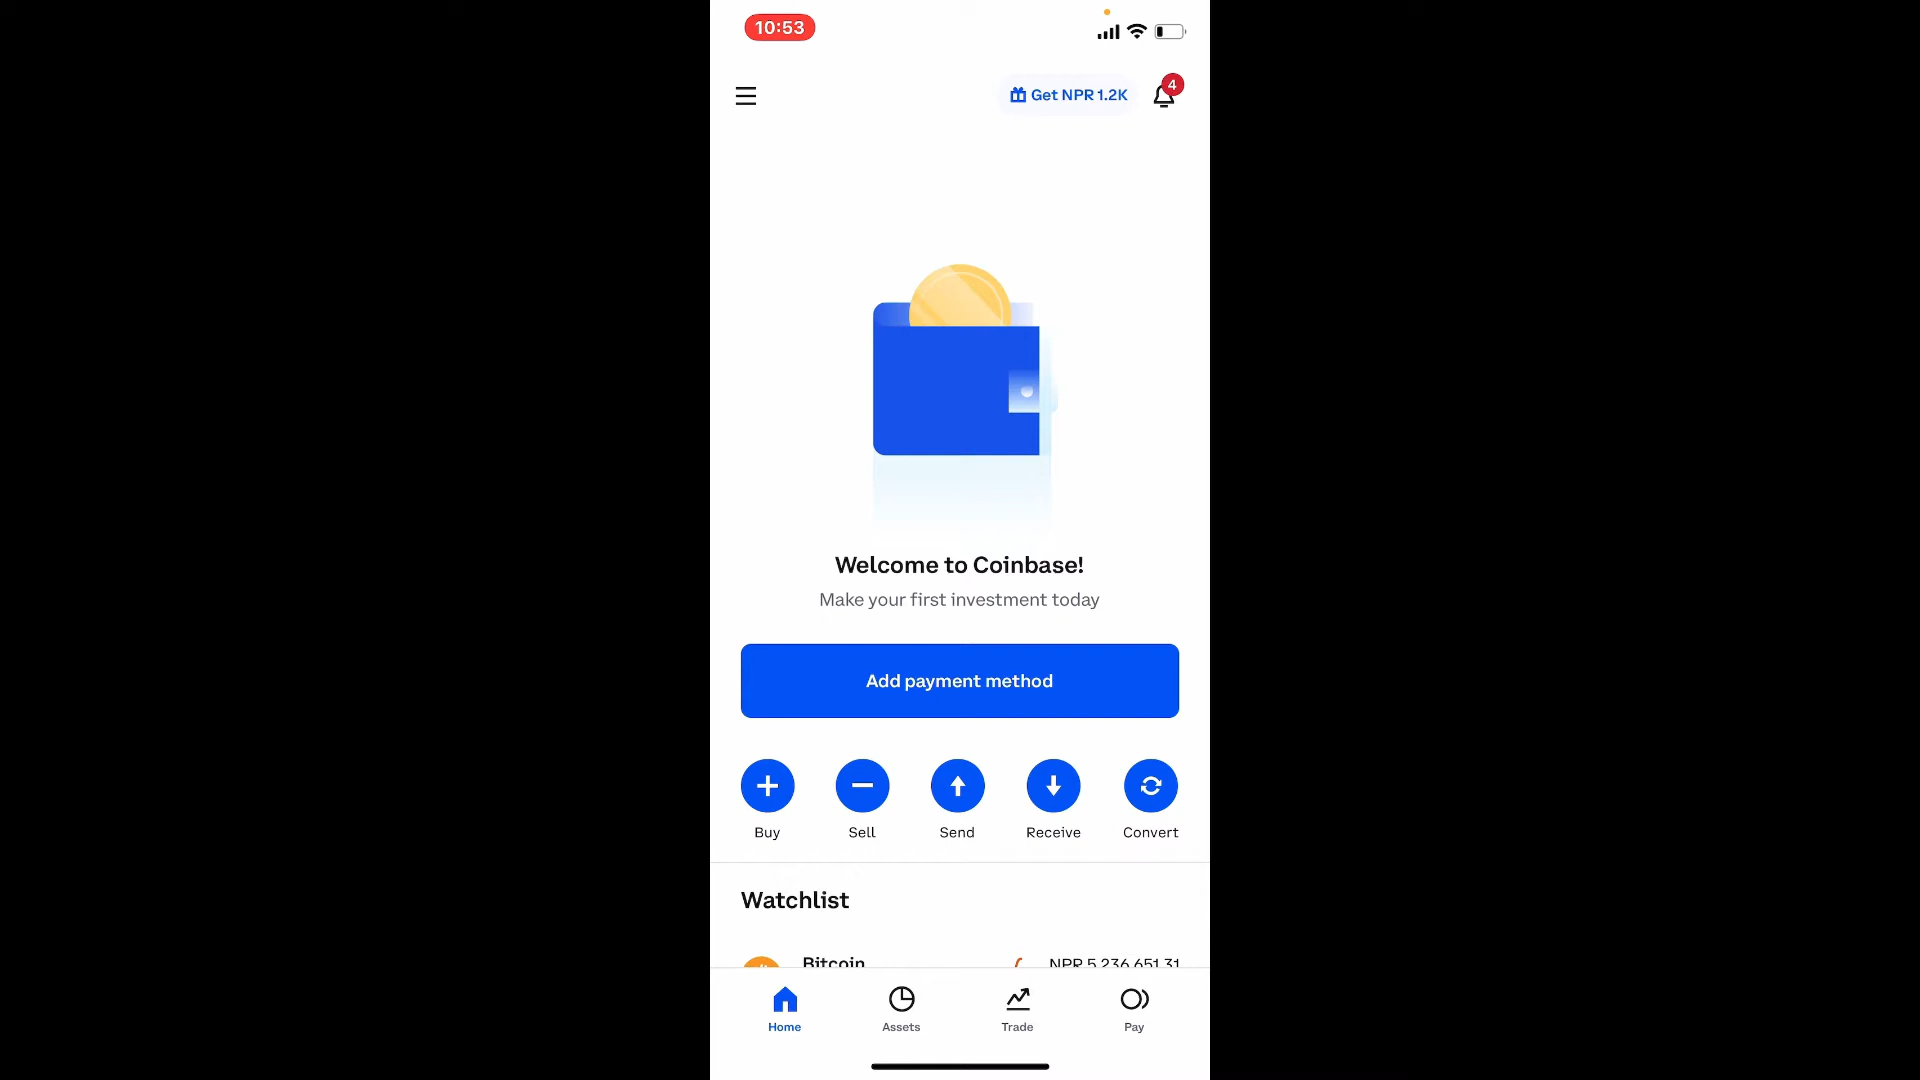 10:53
Get NPR 1.2K
4
Welcome to Coinbase!
Make your first investment today
Add payment method
Buy Sell Send Receive Convert
Watchlist
Bitcoin NPR 5,236,651.31
Home Assets Trade Pay